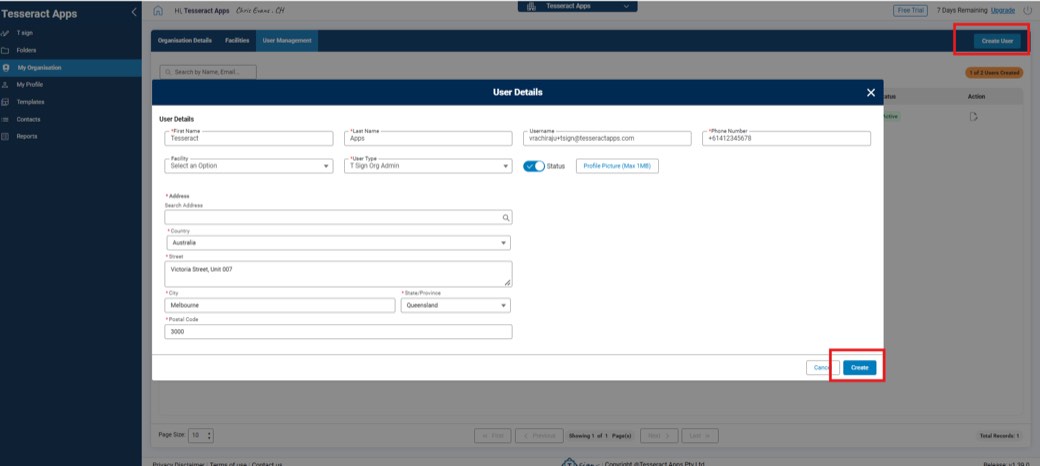 Tesseract Apps
Hi, Tesseract Apps Chris Evans, CH
Tesseract Apps
Free Trial
7 Days Remaining Upgrade
T sign
Folders
My Organisation
My Profile
Templates
Contacts
Reports
Organisation Details Facilities User Management
Create User
Search by Name, Email...
1 of 2 Users Created
Action
User Details
User Details
*First Name
Tesseract
*Last Name
Apps
Username
vrachiraju+tsign@tesseractapps.com
*Phone Number
+61412345678
Facility
Select an Option
*User Type
T Sign Org Admin
Status
Profile Picture (Max 1MB)
* Address
Search Address
* Country
Australia
* Street
Victoria Street, Unit 007
* City
Melbourne
* State/Province
Queensland
* Postal Code
3000
Create
Page Size: 10
First
Previous
Showing 1 of 1 Page(s)
Next
Last
Total Records: 1
Privacy Disclaimer | Terms of use | Contact us
Copyright @Tesseract Apps Pty Ltd